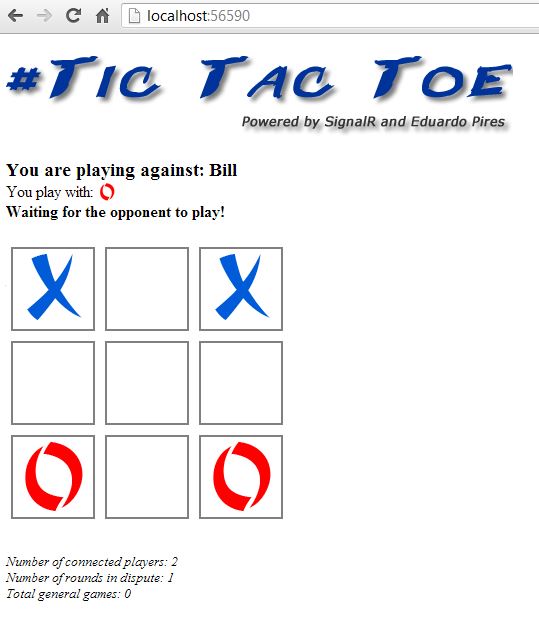 localhost:56590
#Tic Tac Toe
Powered by SignalR and Eduardo Pires
You are playing against: Bill
You play with:
Waiting for the opponent to play!
X X
O O
Number of connected players: 2
Number of rounds in dispute: 1
Total general games: 0